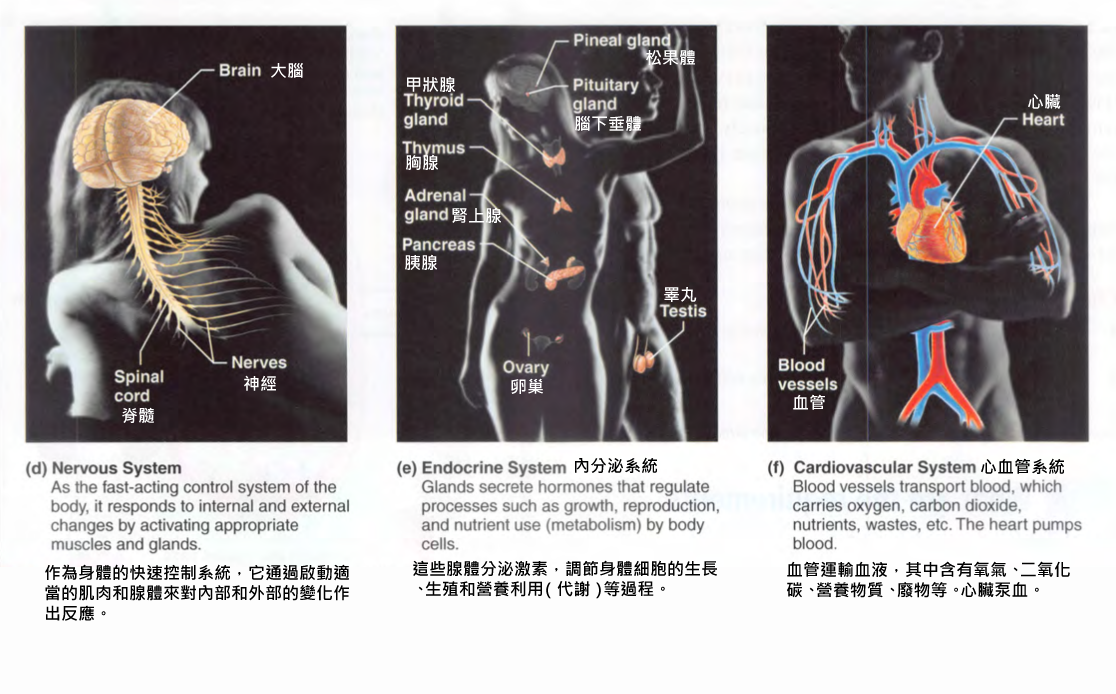 Brain 大腦
Spinal
cord
脊髓
Nerves
神經
(d) Nervous System
As the fast-acting control system of the
body, it responds to internal and external
changes by activating appropriate
muscles and glands.
作為身體的快速控制系統，它通過啟動適
當的肌肉和腺體來對內部和外部的變化作
出反應。
Pineal gland
松果體
甲狀腺
Thyroid
gland
Pituitary
gland
腦下垂體
Thymus
胸腺
Adrenal
gland 腎上腺
Pancreas
胰腺
睪丸
Testis
Ovary
卵巢
(e) Endocrine System 內分泌系統
Glands secrete hormones that regulate
processes such as growth, reproduction,
and nutrient use (metabolism) by body
cells.
這些腺體分泌激素，調節身體細胞的生長
、生殖和營養利用(代謝)等過程。
心臟
Heart
Blood
vessels
血管
(f) Cardiovascular System 心血管系統
Blood vessels transport blood, which
carries oxygen, carbon dioxide,
nutrients, wastes, etc. The heart pumps
blood.
血管運輸血液，其中含有氧氣、二氧化
碳、營養物質、廢物等。心臟泵血。